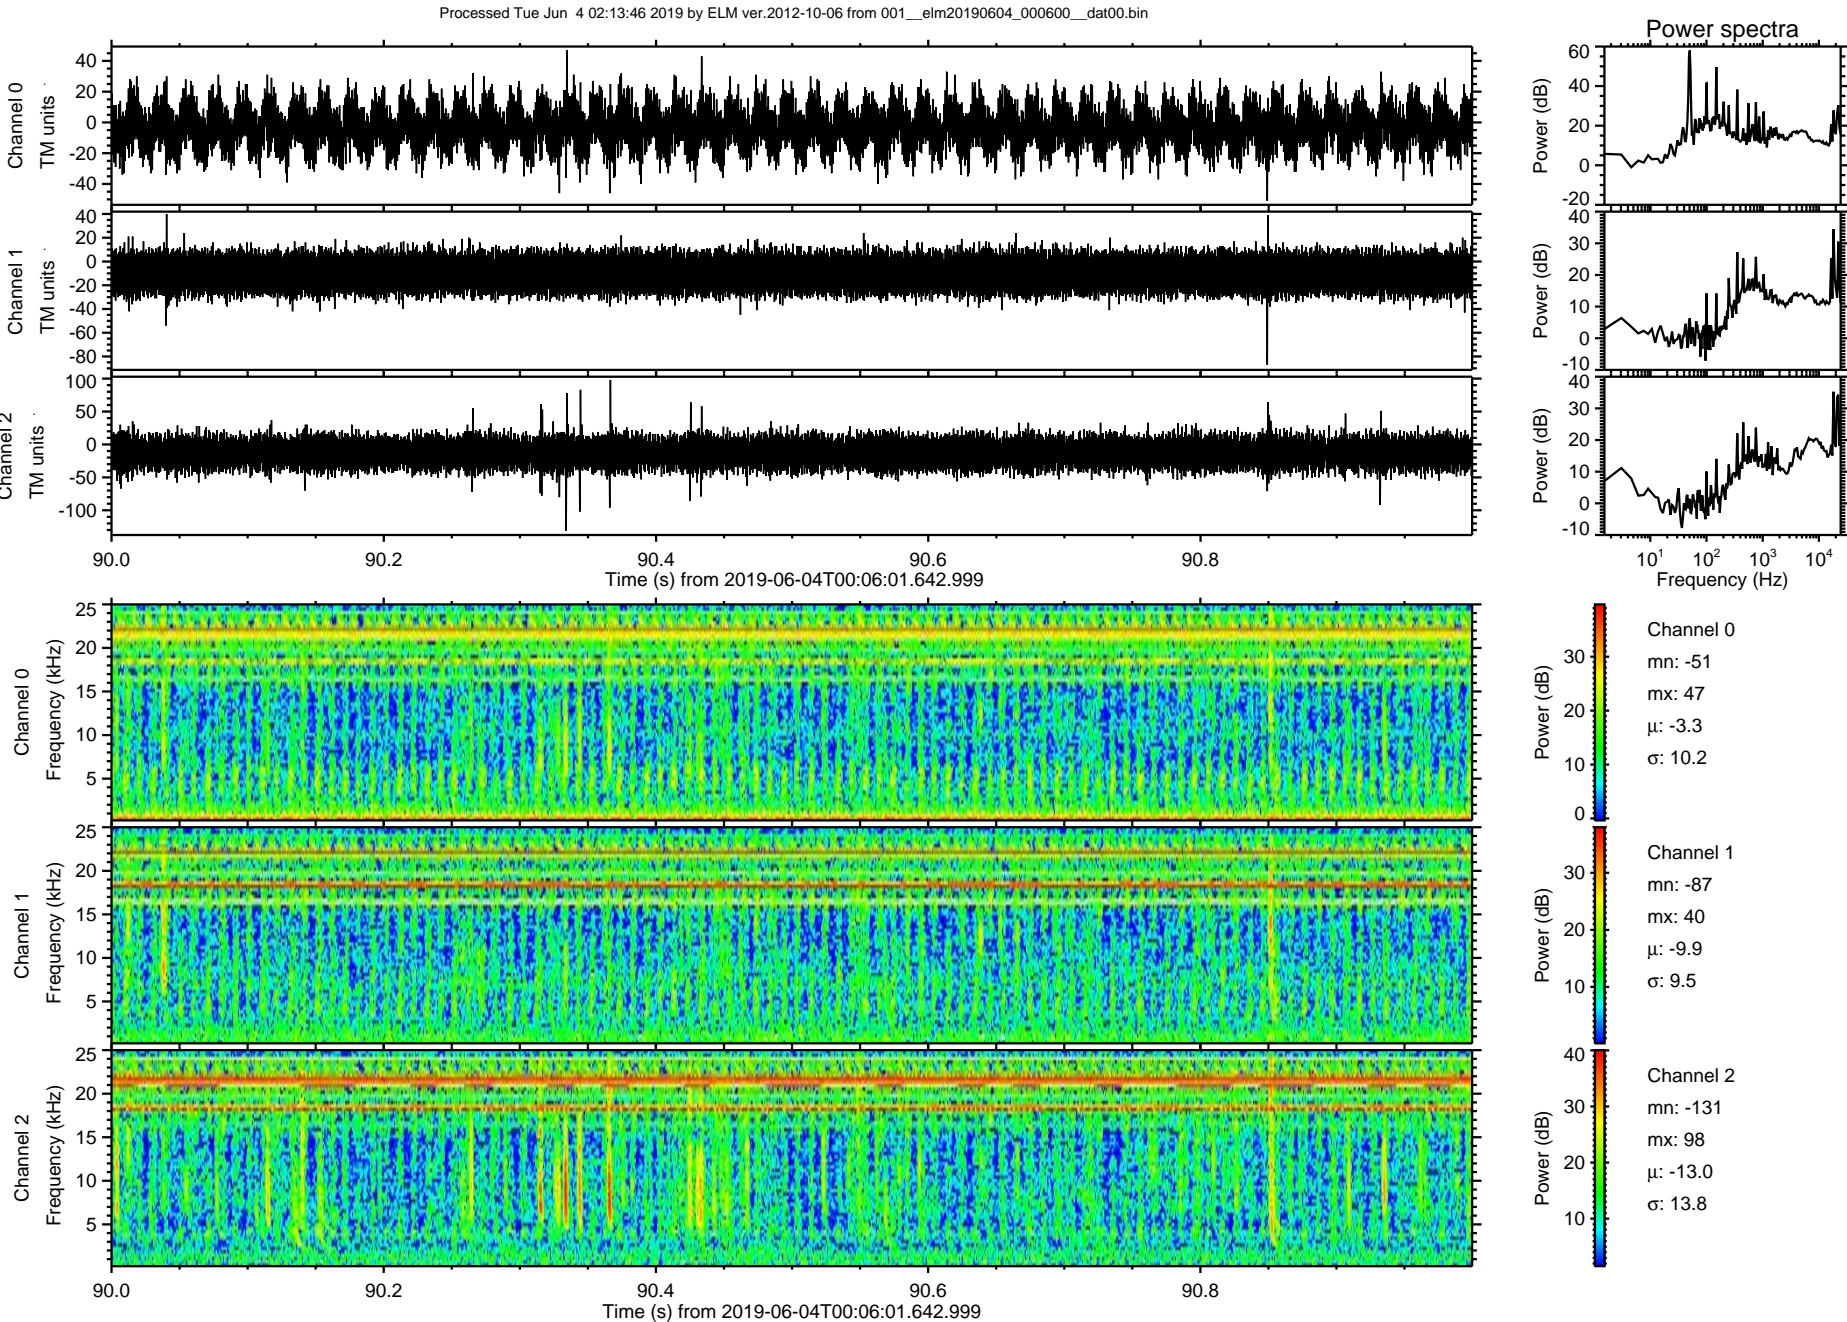 Processed Tue Jun 4 02:13:46 2019 by ELM ver.2012-10-06 from 001__elm20190604_000600__dat00.bin
Power spectra
Channel 0
TM units
40
20
0
-20
-40
Power (dB)
60
40
20
0
-20
Channel 1
TM units
40
20
0
-20
-40
-60
-80
Power (dB)
40
30
20
10
0
-10
Channel 2
TM units
100
50
0
-50
-100
Power (dB)
40
30
20
10
0
-10
90.0 90.2 90.4 90.6 90.8
Time (s) from 2019-06-04T00:06:01.642.999
10¹ 10² 10³ 10⁴
Frequency (Hz)
Channel 0
Frequency (kHz)
25
20
15
10
5
Power (dB)
30
20
10
0
Channel 0
mn: -51
mx: 47
μ: -3.3
σ: 10.2
Channel 1
Frequency (kHz)
25
20
15
10
5
Power (dB)
30
20
10
Channel 1
mn: -87
mx: 40
μ: -9.9
σ: 9.5
Channel 2
Frequency (kHz)
25
20
15
10
5
Power (dB)
40
30
20
10
Channel 2
mn: -131
mx: 98
μ: -13.0
σ: 13.8
90.0 90.2 90.4 90.6 90.8
Time (s) from 2019-06-04T00:06:01.642.999